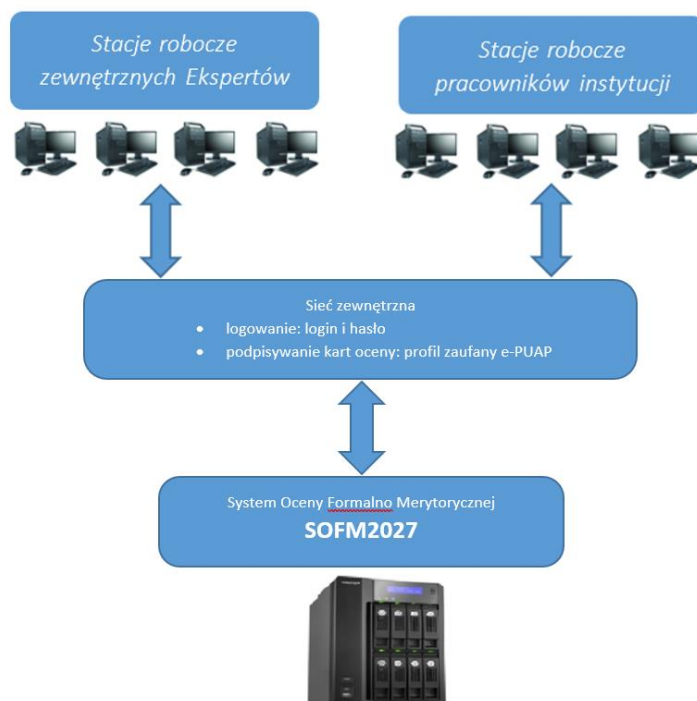 Stacje robocze
zewnętrznych Ekspertów
Stacje robocze
pracowników instytucji
Sieć zewnętrzna
• logowanie: login i hasło
• podpisywanie kart oceny: profil zaufany e-PUAP
System Oceny Formalno Merytorycznej
SOFM2027